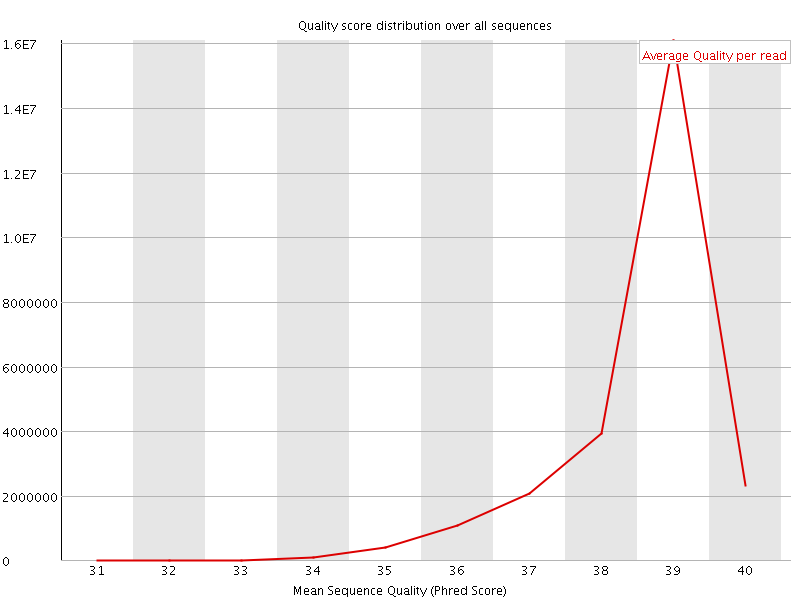 Quality score distribution over all sequences
1.6E7
Average Quality per read
1.4E7
1.2E7
1.0E7
8000000
6000000
4000000
2000000
0
31 32 33 34 35 36 37 38 39 40
Mean Sequence Quality (Phred Score)